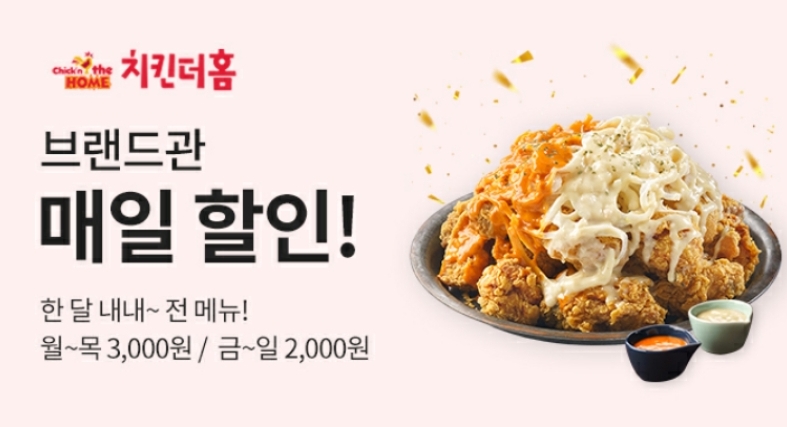 Chick'n the
HOME
치킨더홈
브랜드관
매일 할인!
한 달 내내~ 전 메뉴!
월~목 3,000원 / 금~일 2,000원